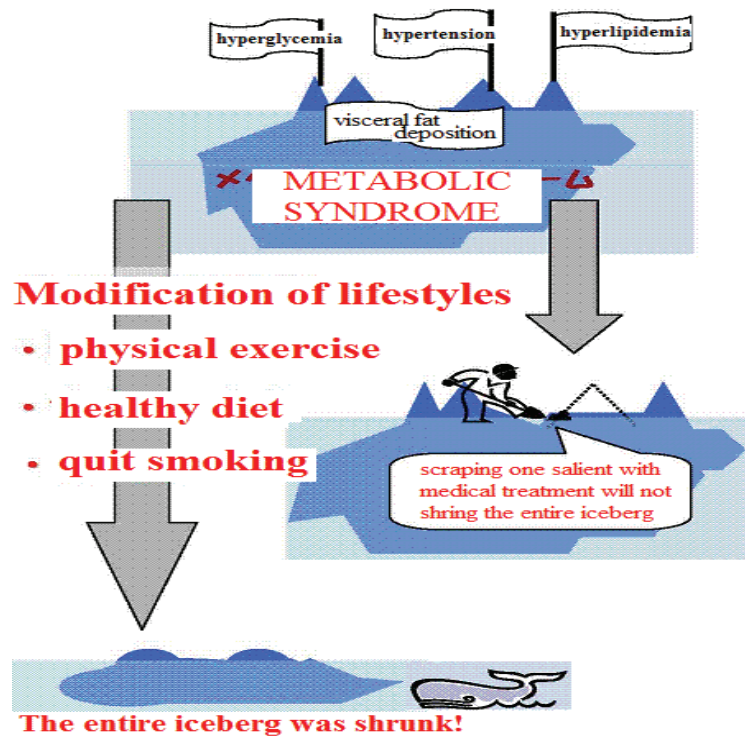 hyperglycemia
hypertension
hyperlipidemia
visceral fat
deposition
METABOLIC
SYNDROME
Modification of lifestyles
• physical exercise
• healthy diet
• quit smoking
scraping one salient with
medical treatment will not
shring the entire iceberg
The entire iceberg was shrunk!